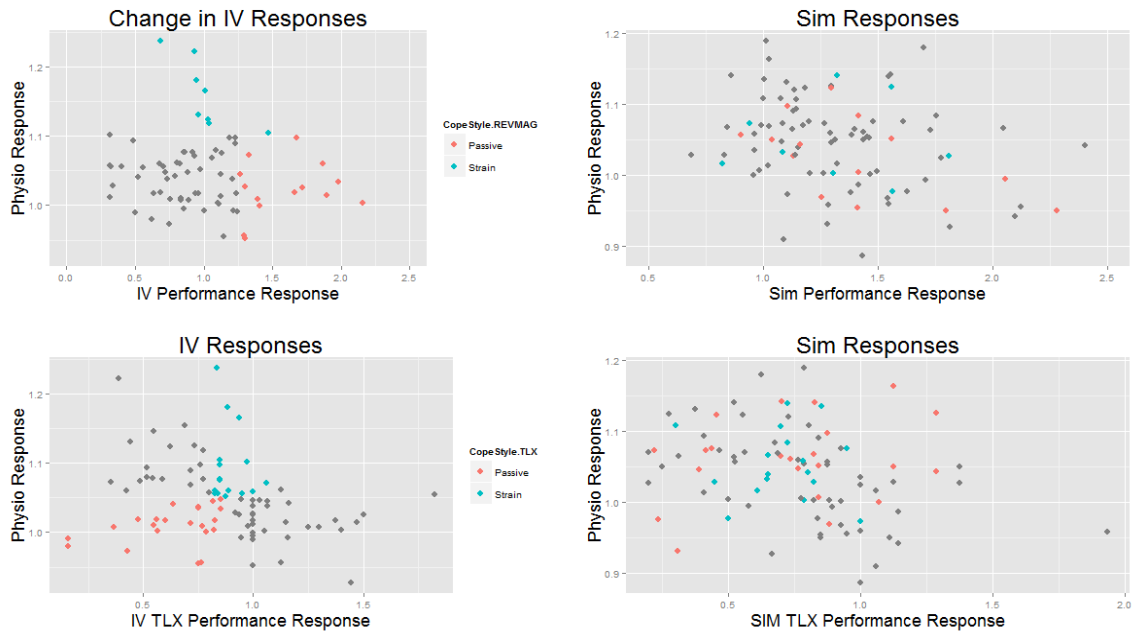 Change in IV Responses
Physio Response
1.2
1.1
1.0
0.0 0.5 1.0 1.5 2.0 2.5
IV Performance Response
CopeStyle.REVMAG
Passive
Strain
Sim Responses
Physio Response
1.2
1.1
1.0
0.9
0.5 1.0 1.5 2.0 2.5
Sim Performance Response
IV Responses
Physio Response
1.2
1.1
1.0
0.5 1.0 1.5
IV TLX Performance Response
CopeStyle.TLX
Passive
Strain
Sim Responses
Physio Response
1.2
1.1
1.0
0.9
0.5 1.0 1.5 2.0
SIM TLX Performance Response